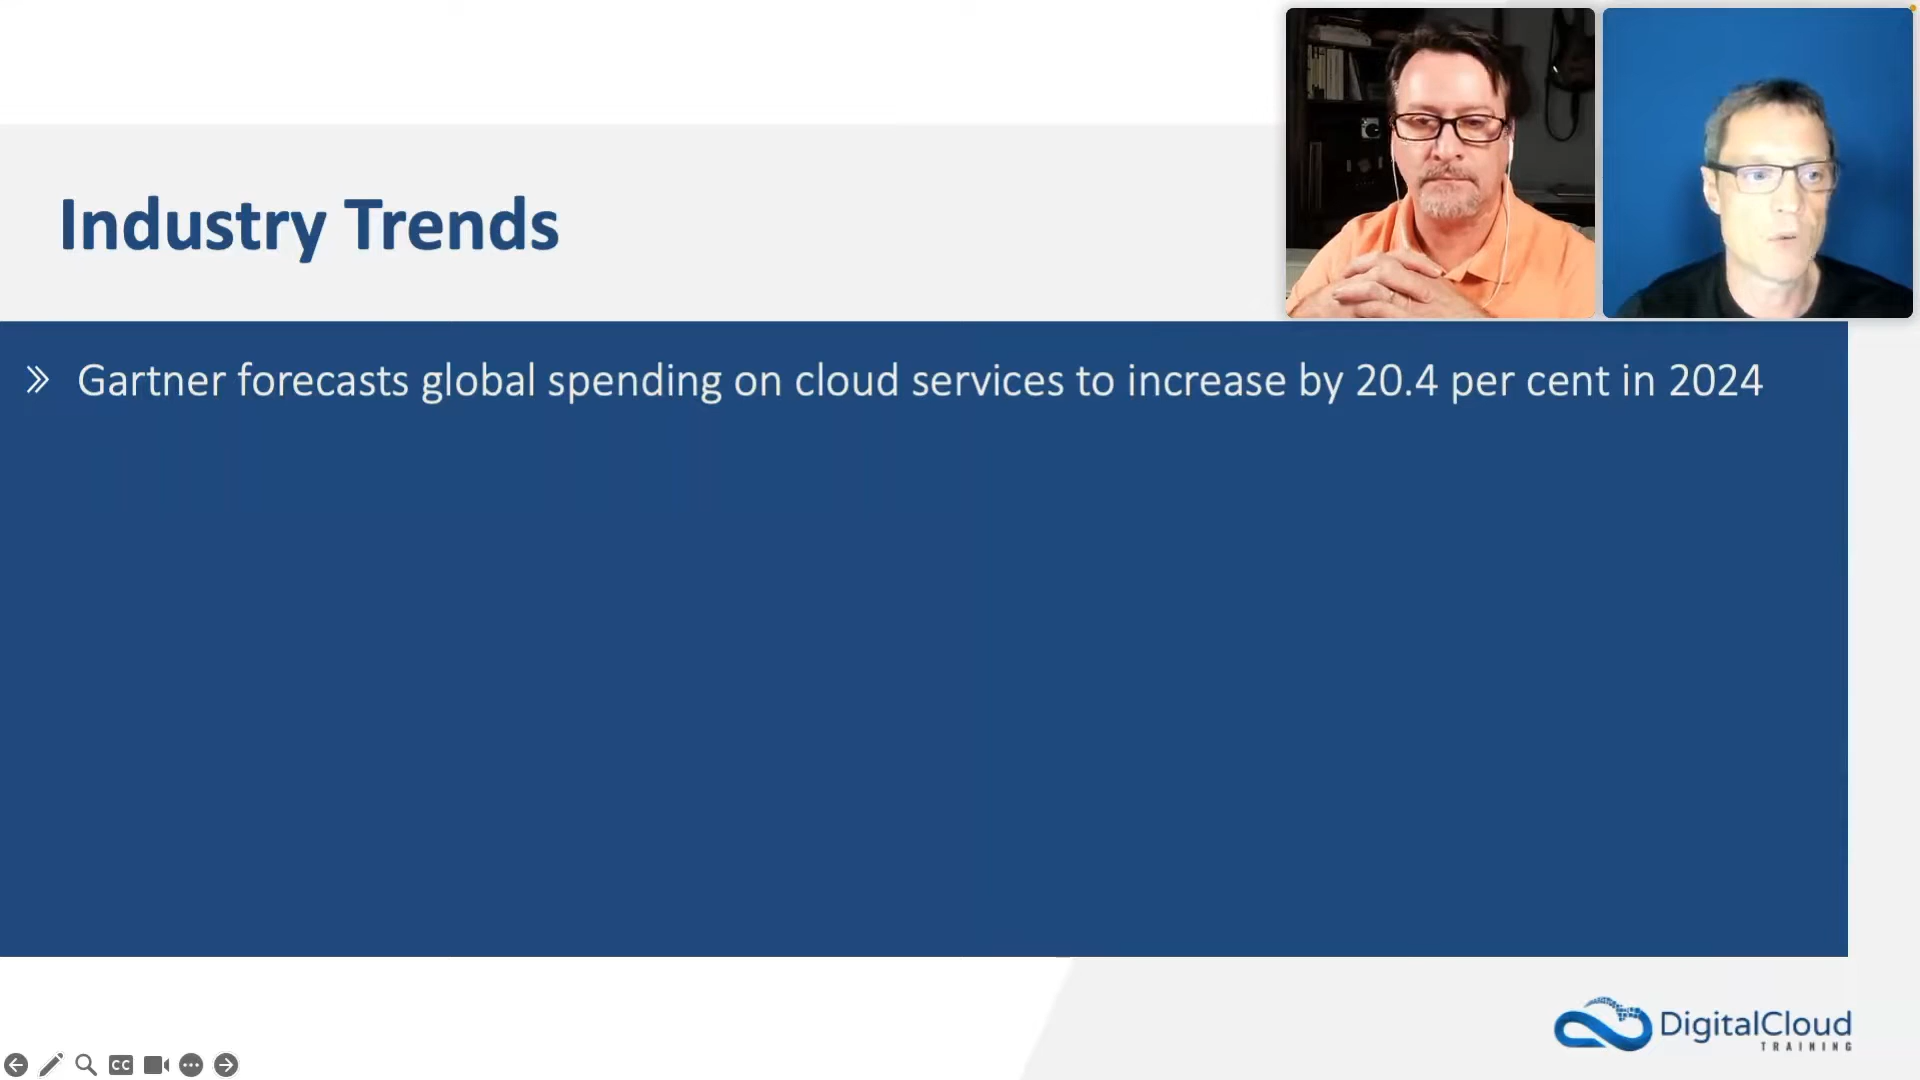 Industry Trends
» Gartner forecasts global spending on cloud services to increase by 20.4 per cent in 2024
DigitalCloud
TRAINING
CC